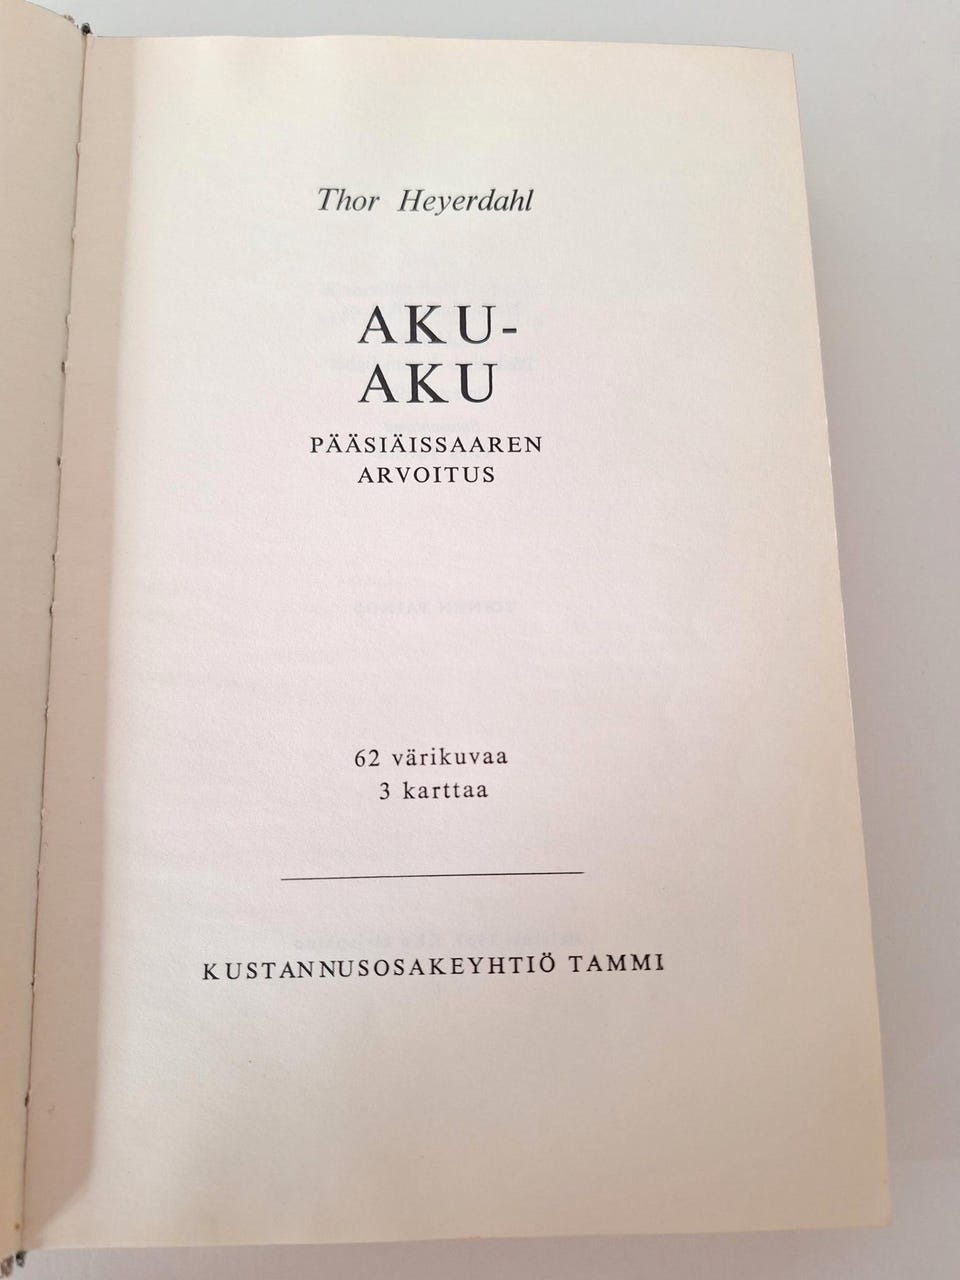 Thor Heyerdahl
AKU-
AKU
PÄÄSIÄISSAAREN
ARVOITUS
62 värikuvaa
3 karttaa
KUSTANNUSOSAKEYHTIÖ TAMMI